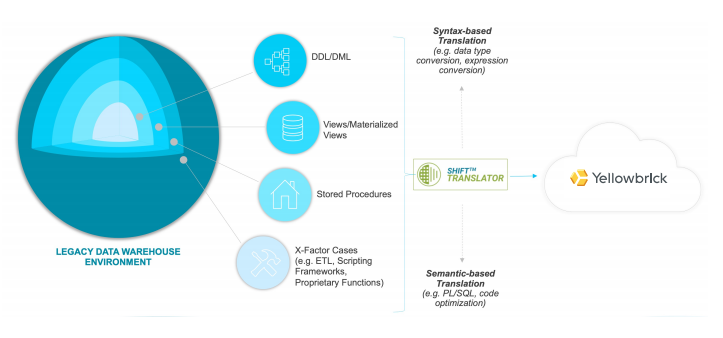 Syntax-based
Translation
(e.g. data type
conversion, expression
conversion)
DDL/DML
Views/Materialized
Views
SHIFT™
TRANSLATOR
Yellowbrick
Stored Procedures
LEGACY DATA WAREHOUSE
ENVIRONMENT
X-Factor Cases
(e.g. ETL, Scripting
Frameworks,
Proprietary Functions)
Semantic-based
Translation
(e.g. PL/SQL, code
optimization)